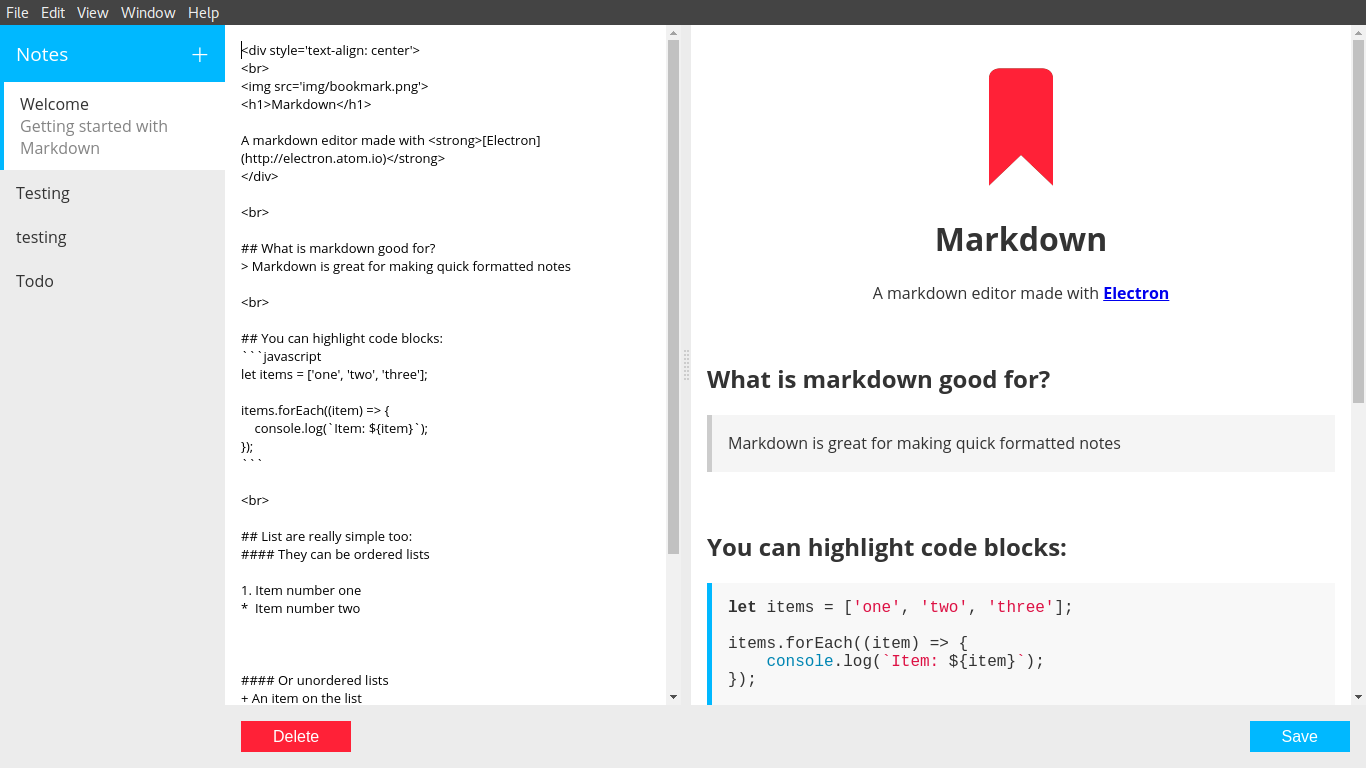 File Edit View Window Help
Notes +
Welcome
Getting started with
Markdown
Testing
testing
Todo
<div style='text-align: center'>
<br>
<img src='img/bookmark.png'>
<h1>Markdown</h1>
A markdown editor made with <strong>[Electron]
(http://electron.atom.io)</strong>
</div>
<br>
## What is markdown good for?
> Markdown is great for making quick formatted notes
<br>
## You can highlight code blocks:
```javascript
let items = ['one', 'two', 'three'];
items.forEach((item) => {
    console.log(`Item: ${item}`);
});
```
<br>
## List are really simple too:
#### They can be ordered lists
1. Item number one
*  Item number two
#### Or unordered lists
+ An item on the list
Markdown
A markdown editor made with Electron
What is markdown good for?
Markdown is great for making quick formatted notes
You can highlight code blocks:
let items = ['one', 'two', 'three'];
items.forEach((item) => {
    console.log(`Item: ${item}`);
});
Delete
Save